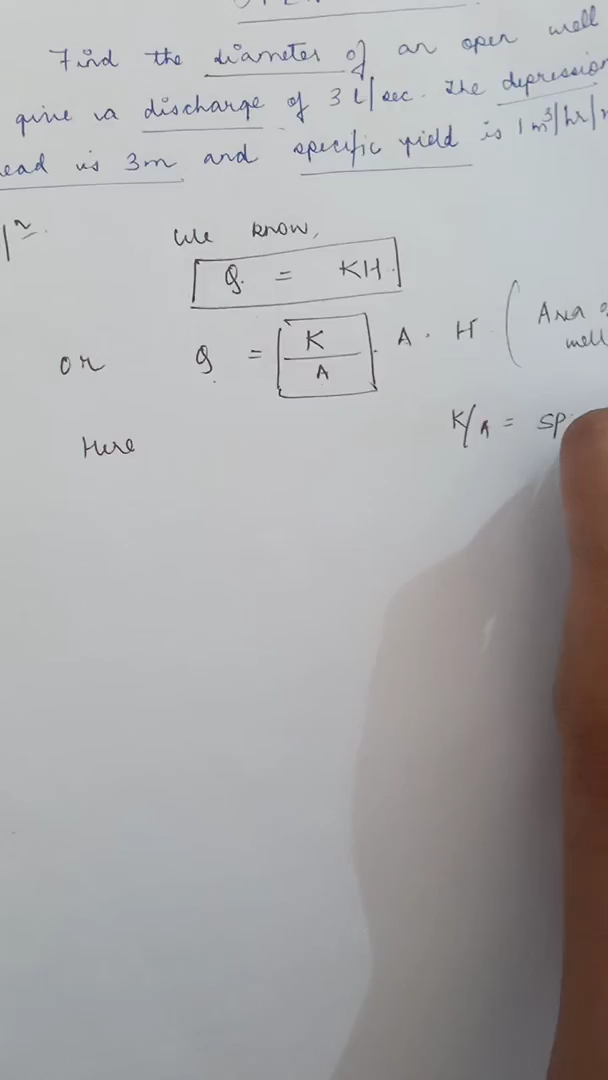 Find the diameter of an open well
give a discharge of 3 l/sec. The depression
ead is 3m and specific yield is 1 m³/hr/
We know,
Q = KH
or Q = K/A . A . H (Area
well
Here K/A = sp